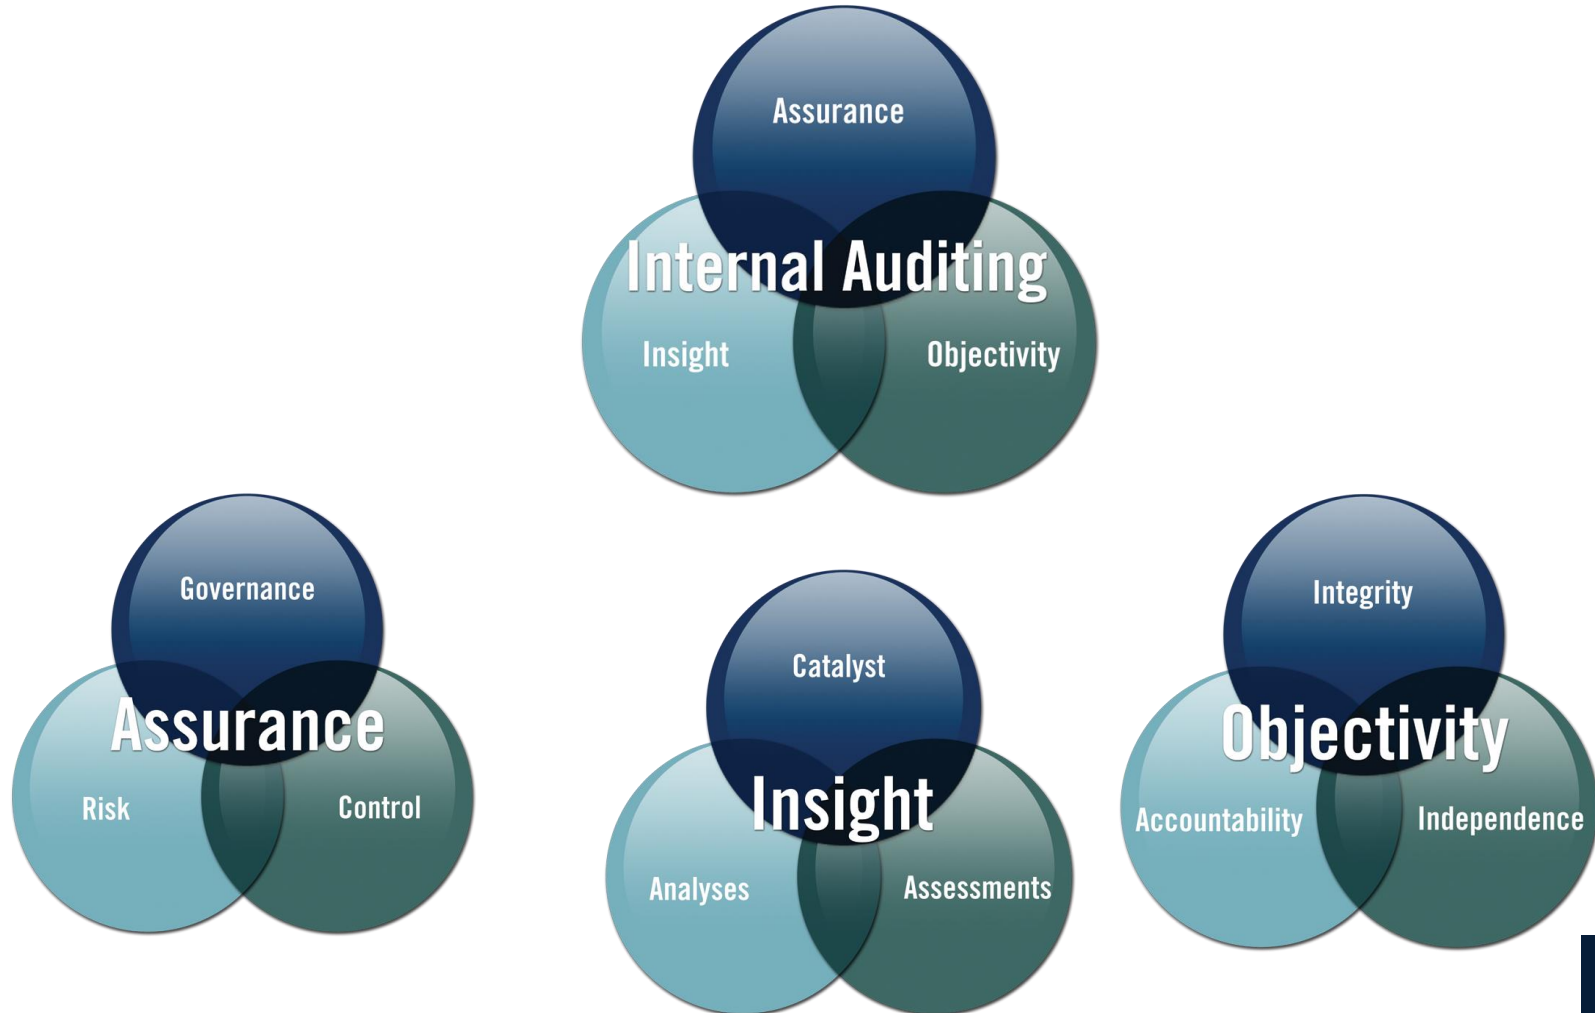 Assurance
Internal Auditing
Insight
Objectivity
Governance
Assurance
Risk
Control
Catalyst
Insight
Analyses
Assessments
Integrity
Objectivity
Accountability
Independence